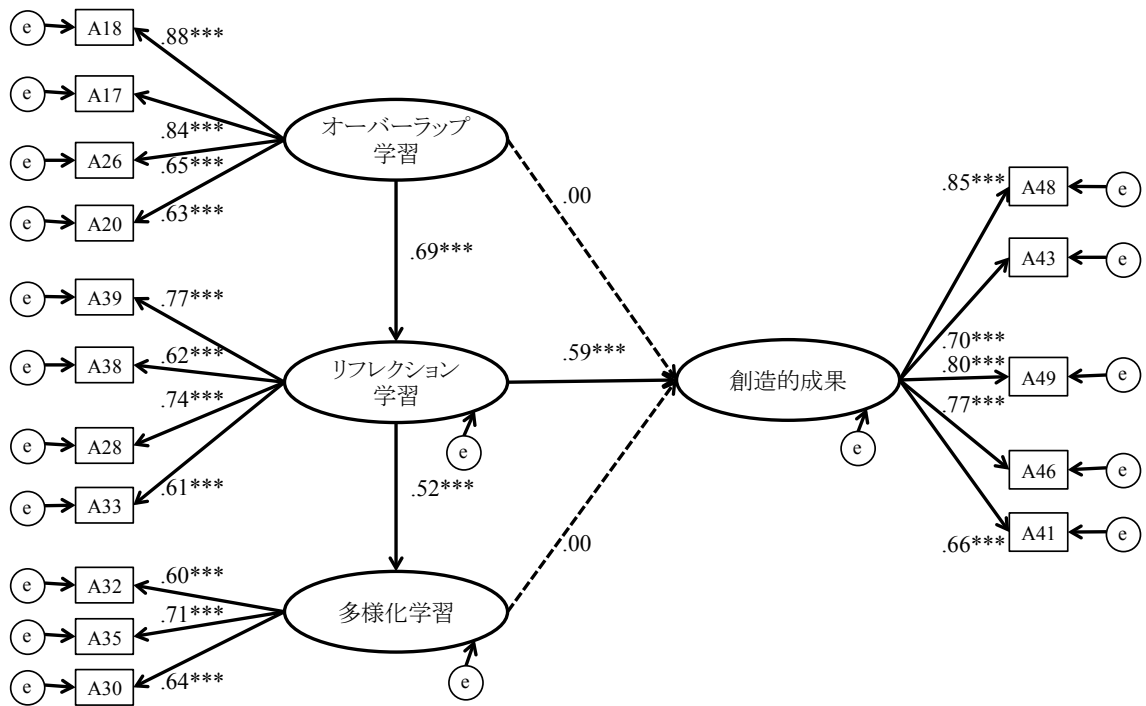 e
A18
.88***
e
A17
.84***
e
A26
.65***
e
A20
.63***
オーバーラップ
学習
.00
.69***
e
A39
.77***
e
A38
.62***
e
A28
.74***
e
A33
.61***
リフレクション
学習
e
.59***
.52***
e
A32
.60***
e
A35
.71***
e
A30
.64***
多様化学習
e
.00
創造的成果
e
.85***
A48
e
A43
e
.70***
.80***
A49
e
.77***
A46
e
.66***
A41
e